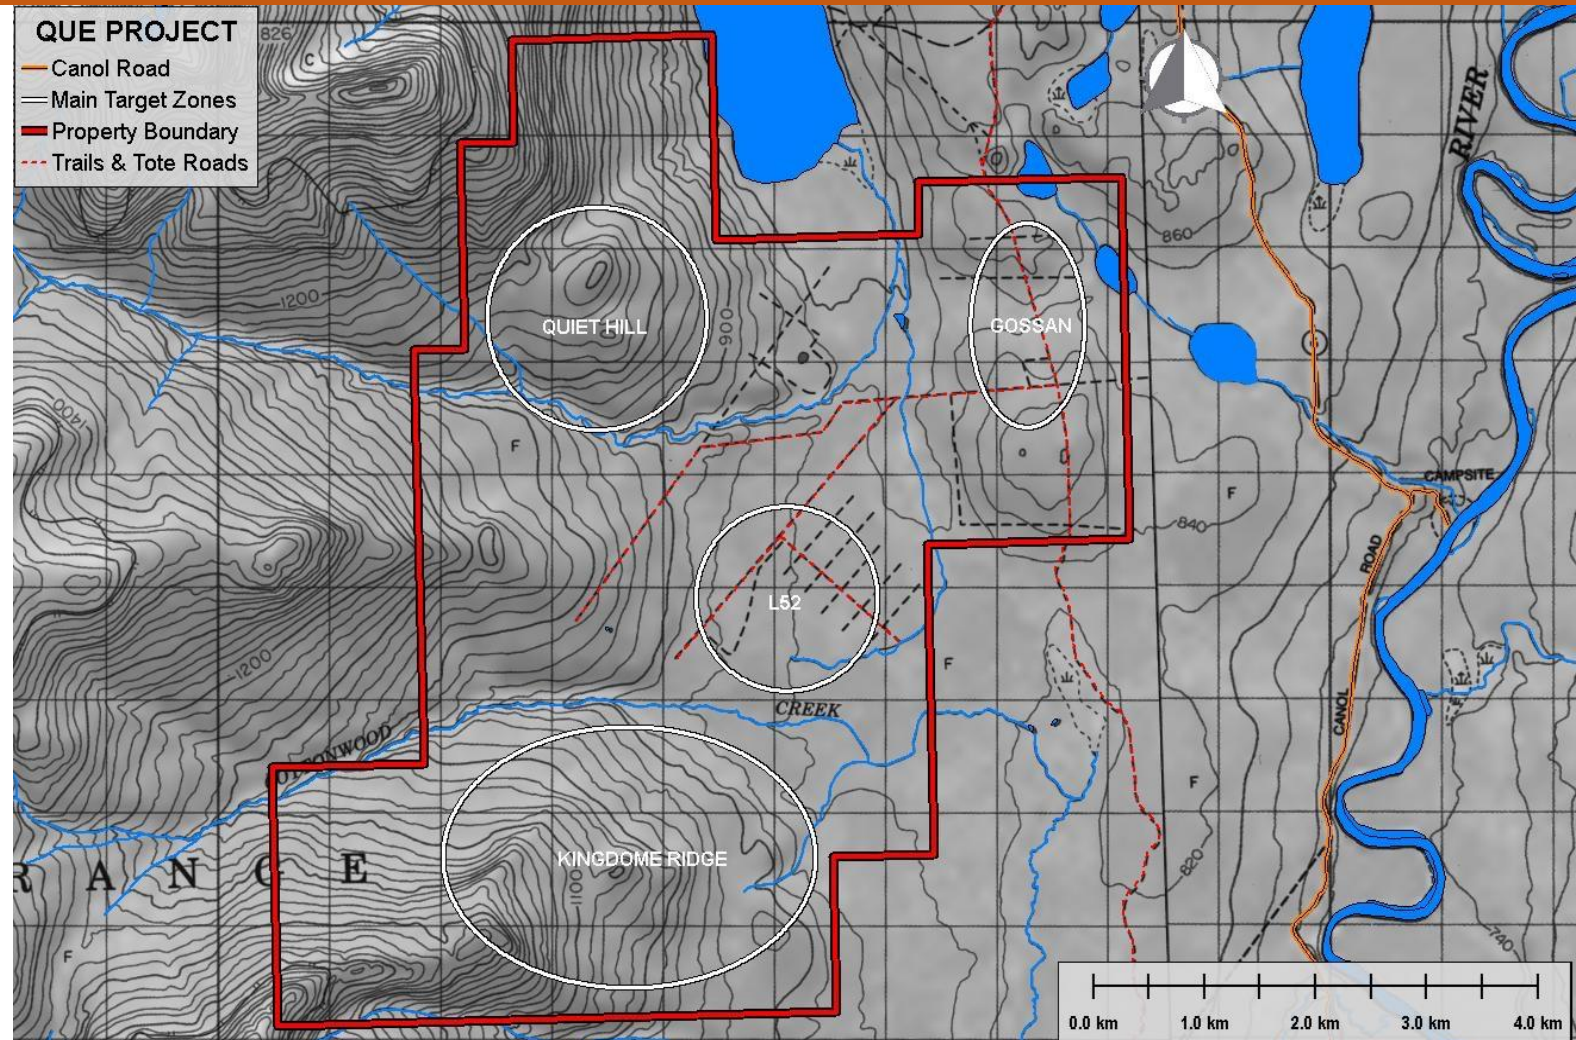 QUE PROJECT
Canol Road
Main Target Zones
Property Boundary
Trails & Tote Roads
826
C
RIVER
860
1200
QUIET HILL
900
GOSSAN
1400
F
CAMPSITE
F
840
ROAD
L52
F
1200
CREEK
CANOL
COTTONWOOD
F
KINGDOME RIDGE
820
RANGE
1100
F
740
0.0 km 1.0 km 2.0 km 3.0 km 4.0 km